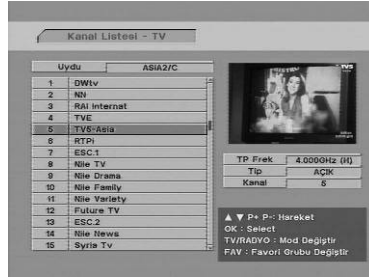 Kanal Listesi - TV
Uydu ASIA2/C
1 DWtv
2 NN
3 RAI Internat
4 TVE
5 TV5-Asia
6 RTPi
7 ESC.1
8 Nile TV
9 Nile Drama
10 Nile Family
11 Nile Variety
12 Future TV
13 ESC.2
14 Nile News
15 Syria Tv
TV5
TP Frek 4.000GHz (H)
Tip AÇIK
Kanal 5
▲ ▼ P+ P-: Hareket
OK : Select
TV/RADYO : Mod Değiştir
FAV : Favori Grubu Değiştir